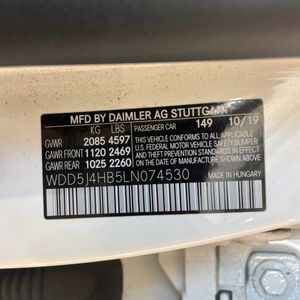 MFD BY DAIMLER AG STUTTGART
KG LBS PASSENGER CAR 149 10/19
GVWR 2085 4597 THIS VEHICLE CONFORMS TO ALL APPLICABLE
GAWR FRONT 1120 2469 U.S. FEDERAL MOTOR VEHICLE SAFETY, BUMPER
GAWR REAR 1025 2260 AND THEFT PREVENTION STANDARDS IN
EFFECT ON THE DATE OF MANUFACTURE SHOWN ABOVE
WDD5J4HB5LN074530 MADE IN HUNGARY